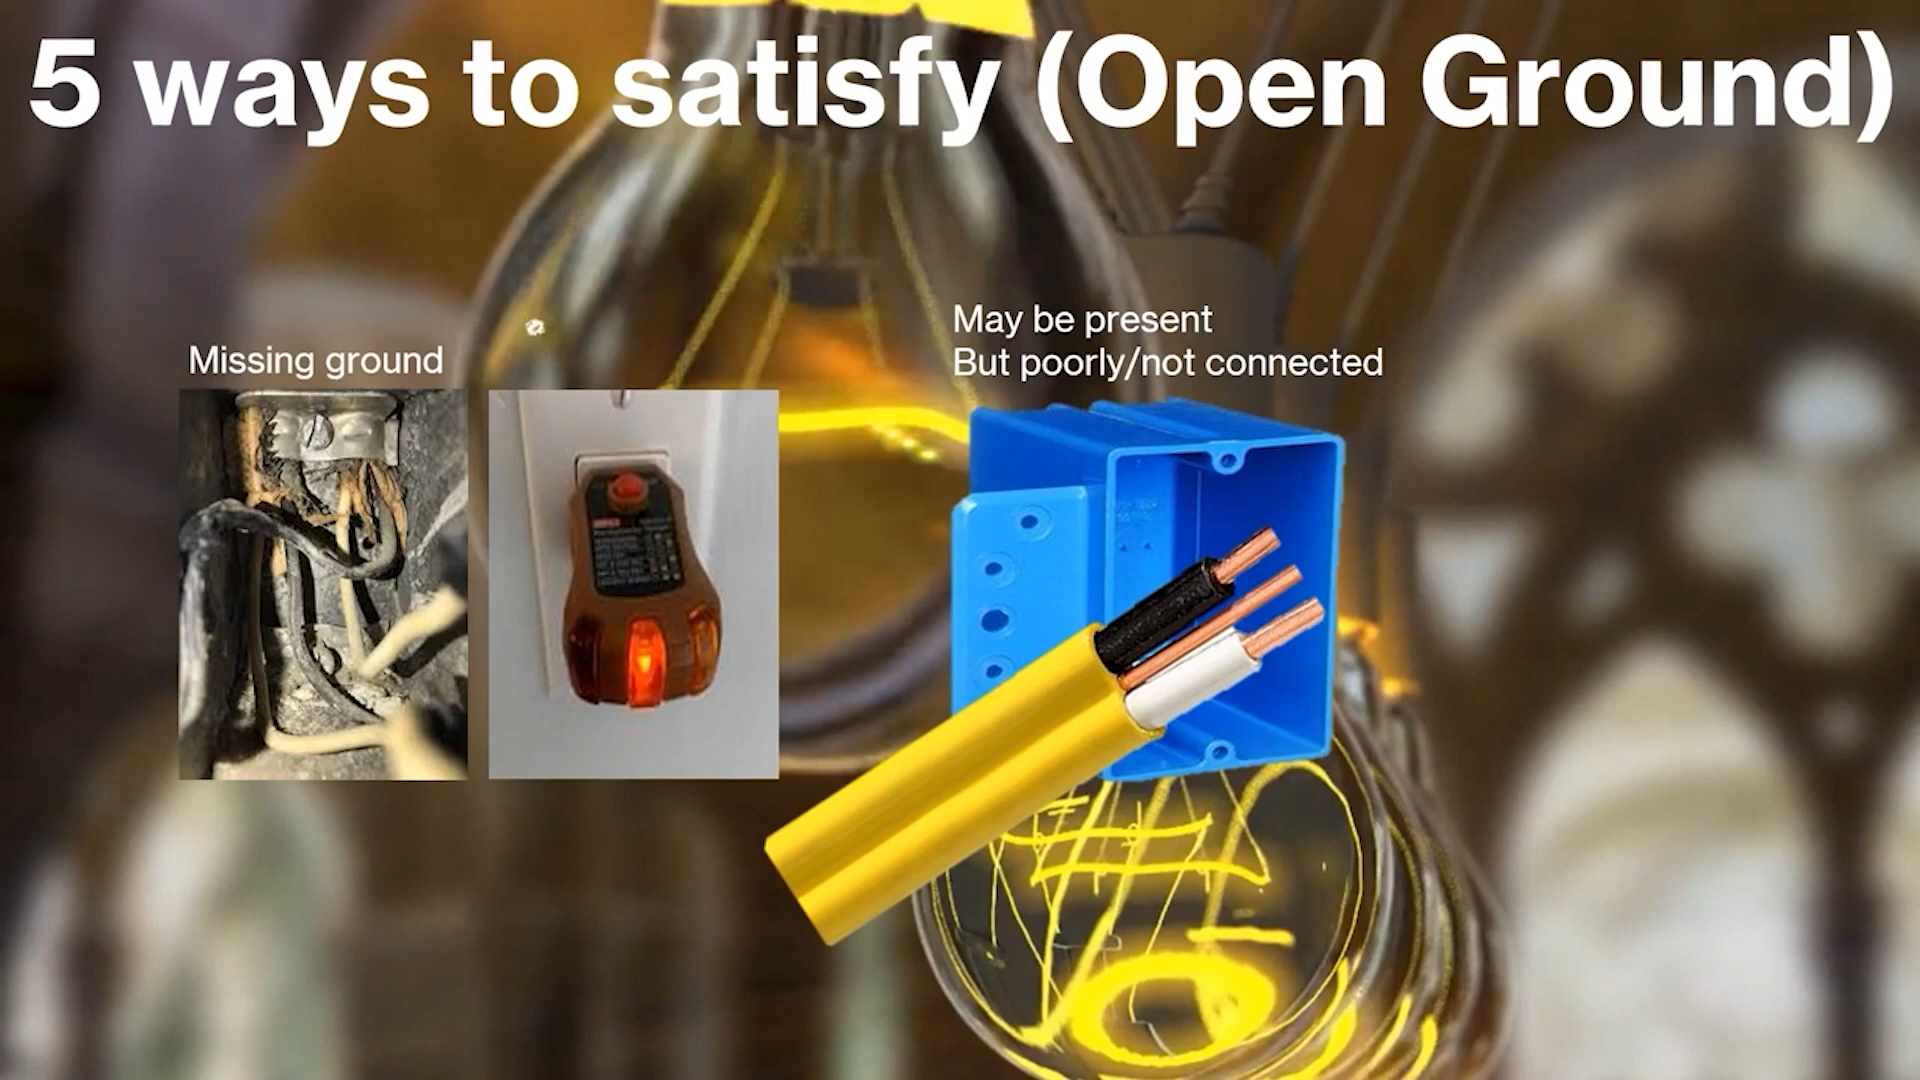 5 ways to satisfy (Open Ground)
May be present
But poorly/not connected
Missing ground